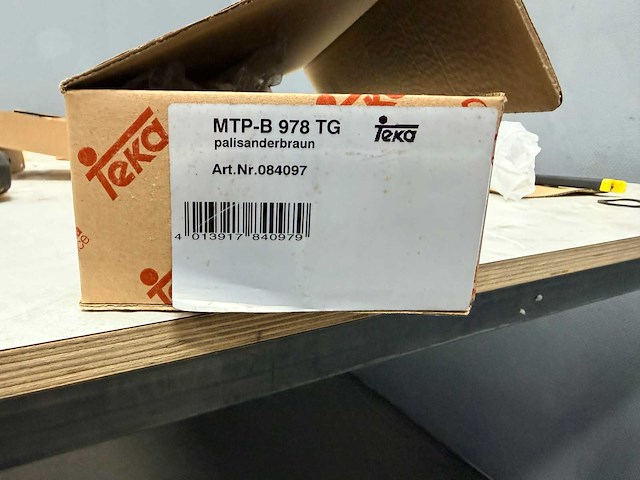 MTP-B 978 TG
Teka
palisanderbraun
Art.Nr.084097
4 013917 840979
Teka